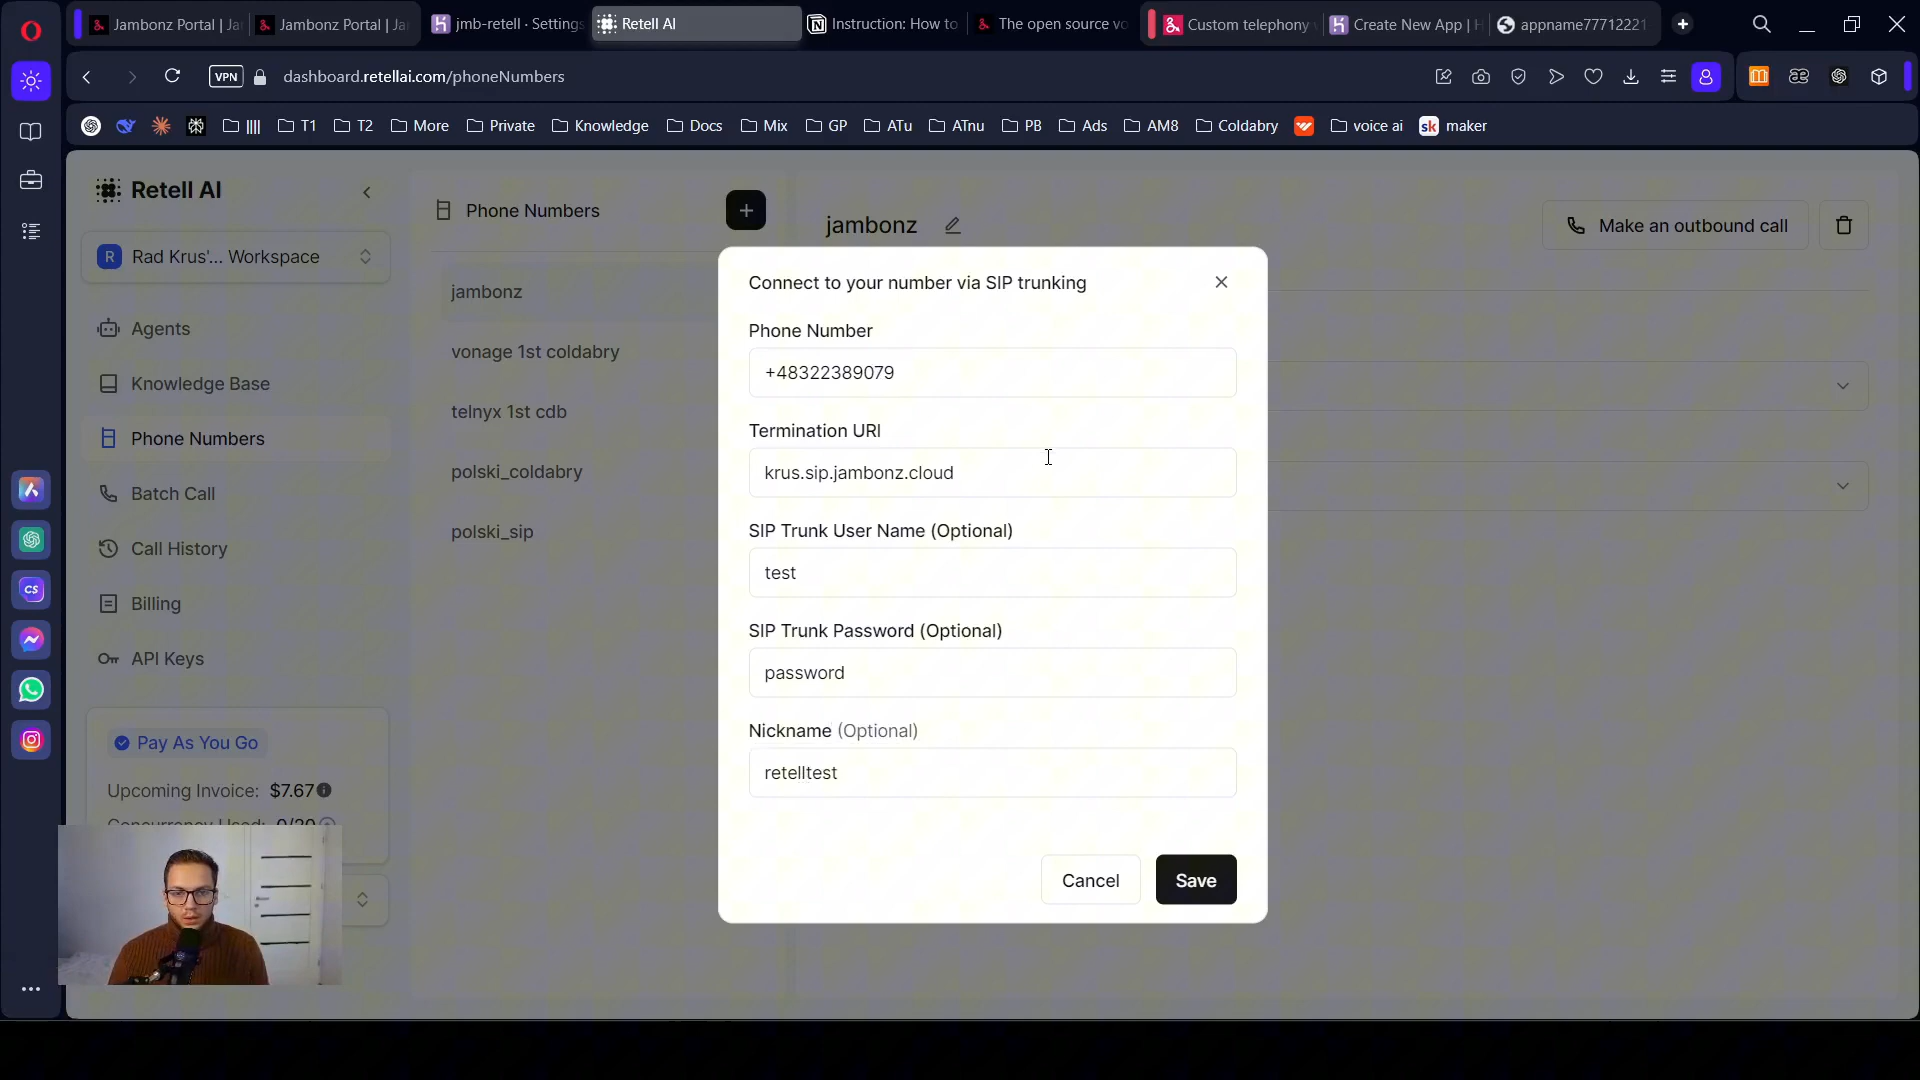 Jambonz Portal | Ja
Jambonz Portal | Ja
jmb-retell · Settings
Retell AI
Instruction: How to
The open source vo
Custom telephony
Create New App | H
appname77712221
VPN
dashboard.retellai.com/phoneNumbers
||||
T1
T2
More
Private
Knowledge
Docs
Mix
GP
ATu
ATnu
PB
Ads
AM8
Coldabry
voice ai
sk
maker
Retell AI
R
Rad Krus'... Workspace
Agents
Knowledge Base
Phone Numbers
Batch Call
Call History
Billing
API Keys
Pay As You Go
Upcoming Invoice: $7.67
Concurrency Used: 0/20
CS
Phone Numbers
jambonz
vonage 1st coldabry
telnyx 1st cdb
polski_coldabry
polski_sip
jambonz
Make an outbound call
Connect to your number via SIP trunking
Phone Number
+48322389079
Termination URI
krus.sip.jambonz.cloud
SIP Trunk User Name (Optional)
test
SIP Trunk Password (Optional)
password
Nickname (Optional)
retelltest
Cancel
Save